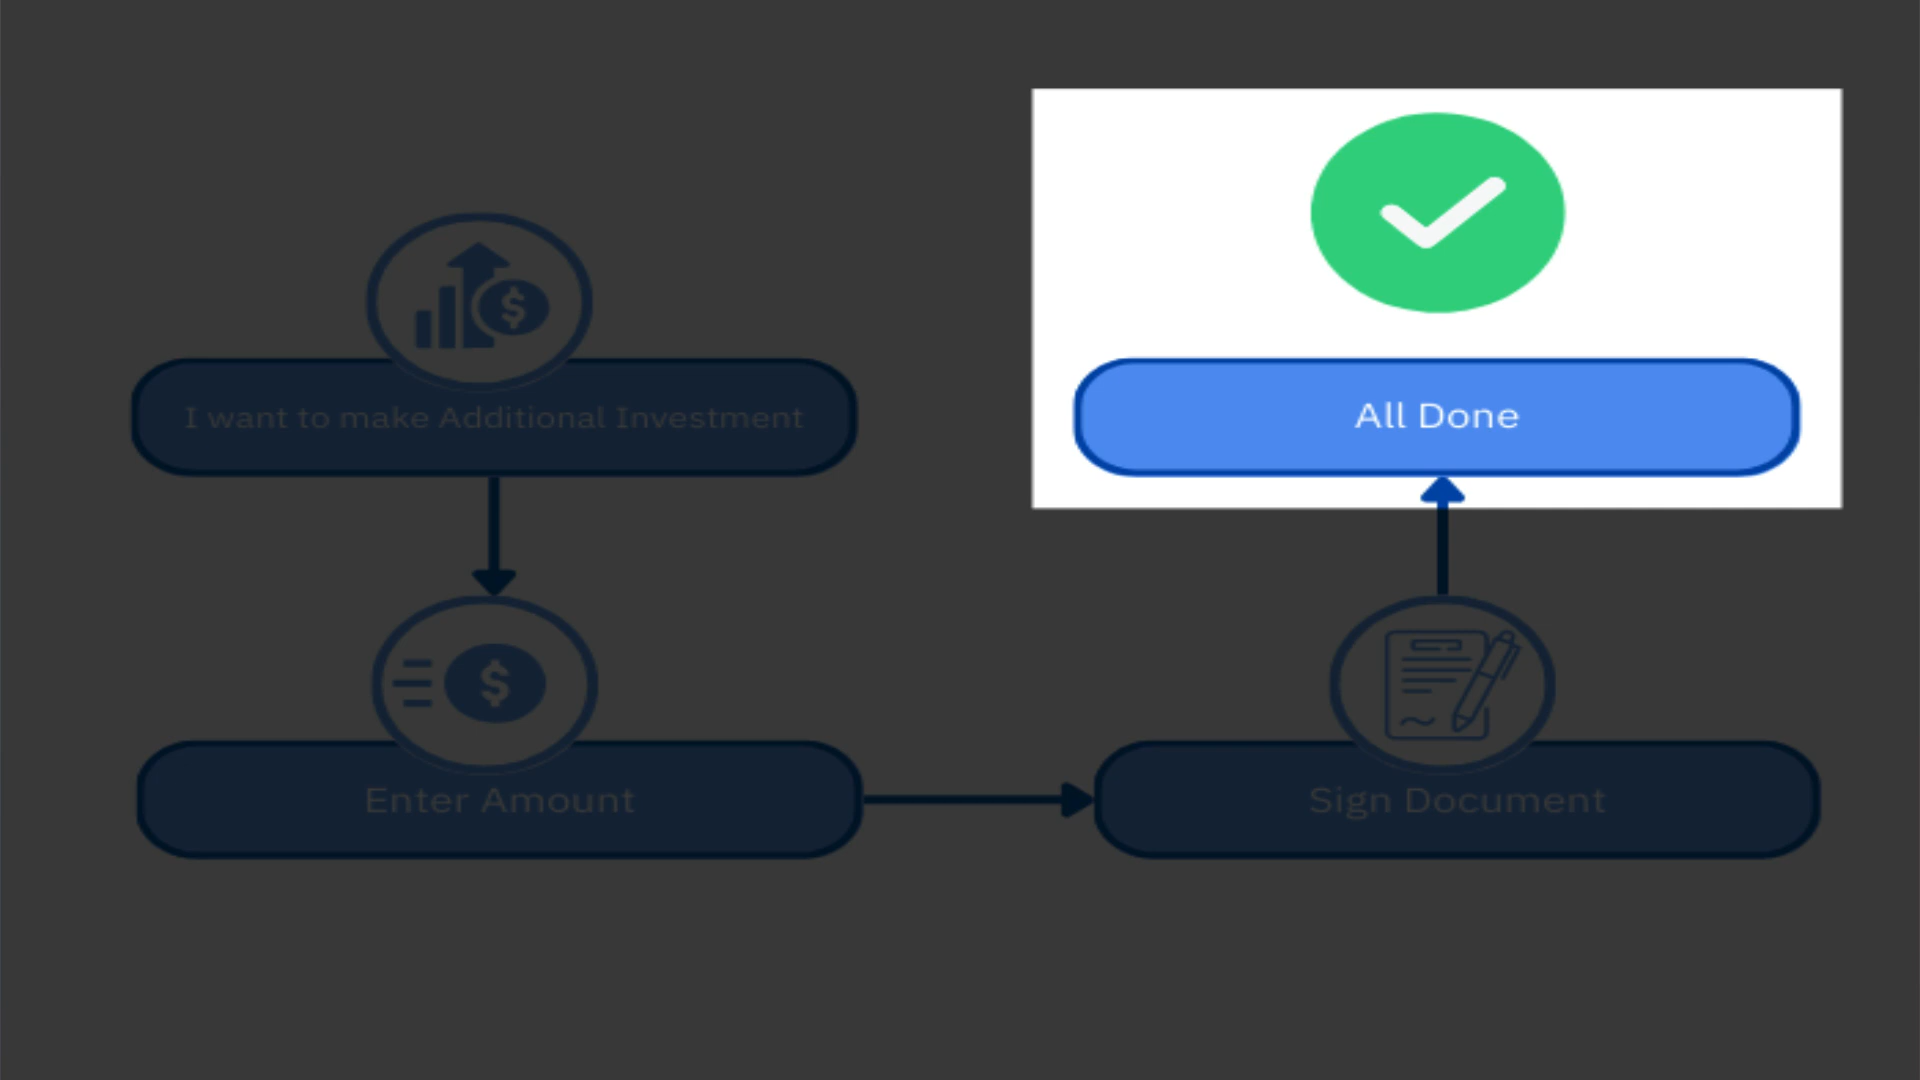 I want to make Additional Investment
Enter Amount
Sign Document
All Done